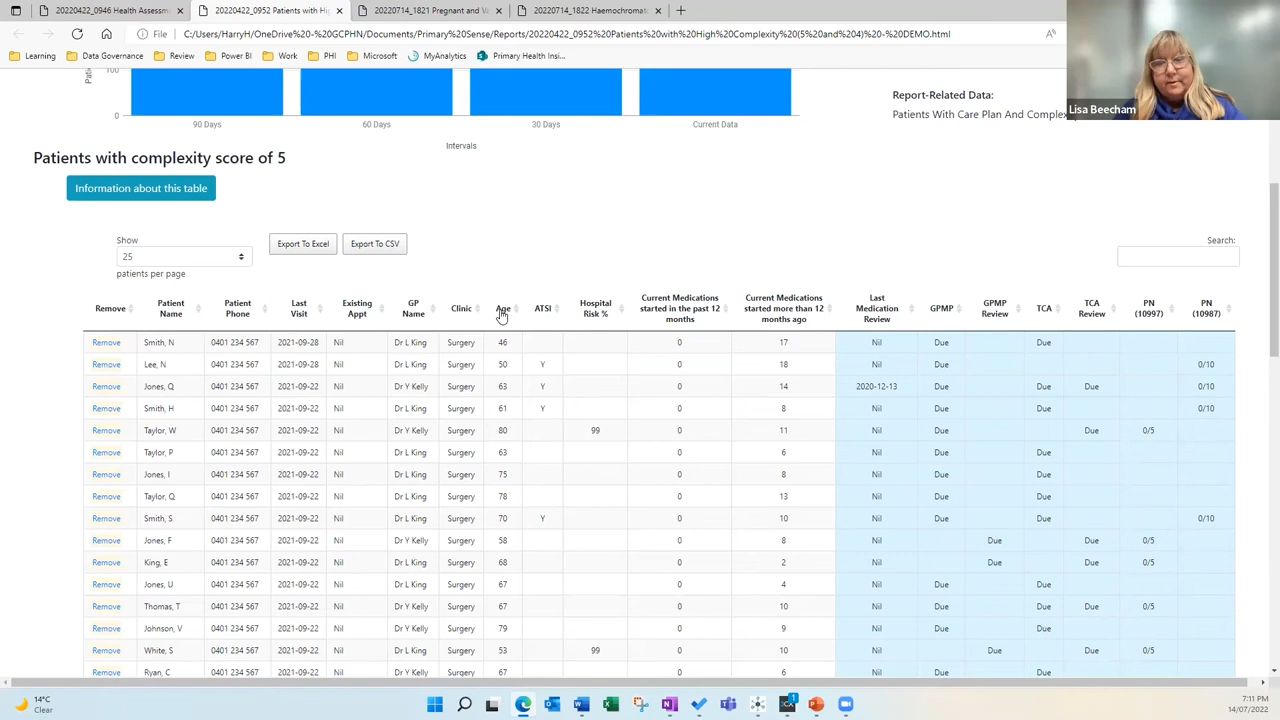 20220422_0946 Health Assessm
20220422_0952 Patients with Hi
20220714_1821 Pregnant and V
20220714_1822 Haemochromat
File C:/Users/HarryH/OneDrive%20-%20GCPHN/Documents/Primary%20Sense/Reports/20220422_0952%20Patients%20with%20High%20Complexity%20(5%20and%204)%20-%20DEMO.html
Learning Data Governance Review Power BI PHI Microsoft MyAnalytics Primary Health Insi...
Lisa Beecham
Pati
100
0
90 Days 60 Days 30 Days Current Data
Intervals
Report-Related Data:
Patients With Care Plan And Complex
Patients with complexity score of 5
Information about this table
Show
25
patients per page
Export To Excel Export To CSV
Search:
Remove Patient Name Patient Phone Last Visit Existing Appt GP Name Clinic Age ATSI Hospital Risk % Current Medications started in the past 12 months Current Medications started more than 12 months ago Last Medication Review GPMP GPMP Review TCA TCA Review PN (10997) PN (10987)
Remove Smith, N 0401 234 567 2021-09-28 Nil Dr L King Surgery 46 0 17 Nil Due Due
Remove Lee, N 0401 234 567 2021-09-28 Nil Dr L King Surgery 50 Y 0 18 Nil Due 0/10
Remove Jones, Q 0401 234 567 2021-09-22 Nil Dr Y Kelly Surgery 63 Y 0 14 2020-12-13 Due Due Due 0/10
Remove Smith, H 0401 234 567 2021-09-22 Nil Dr L King Surgery 61 Y 0 8 Nil Due Due 0/10
Remove Taylor, W 0401 234 567 2021-09-22 Nil Dr Y Kelly Surgery 80 99 0 11 Nil Due Due 0/5
Remove Taylor, P 0401 234 567 2021-09-22 Nil Dr L King Surgery 63 0 6 Nil Due Due
Remove Jones, I 0401 234 567 2021-09-22 Nil Dr L King Surgery 75 0 8 Nil Due Due
Remove Taylor, Q 0401 234 567 2021-09-22 Nil Dr L King Surgery 78 0 13 Nil Due Due
Remove Smith, S 0401 234 567 2021-09-22 Nil Dr L King Surgery 70 Y 0 10 Nil Due Due 0/10
Remove Jones, F 0401 234 567 2021-09-22 Nil Dr L King Surgery 58 0 8 Nil Due Due 0/5
Remove King, E 0401 234 567 2021-09-22 Nil Dr L King Surgery 68 0 2 Nil Due Due 0/5
Remove Jones, U 0401 234 567 2021-09-22 Nil Dr L King Surgery 67 0 4 Nil Due Due
Remove Thomas, T 0401 234 567 2021-09-22 Nil Dr Y Kelly Surgery 67 0 10 Nil Due Due
Remove Johnson, V 0401 234 567 2021-09-22 Nil Dr Y Kelly Surgery 79 0 9 Nil Due Due
Remove White, S 0401 234 567 2021-09-22 Nil Dr L King Surgery 53 99 0 10 Nil Due Due 0/5
Remove Ryan, C 0401 234 567 2021-09-22 Nil Dr Y Kelly Surgery 67 0 6 Nil Due Due
14°C
Clear
7:11 PM
14/07/2022